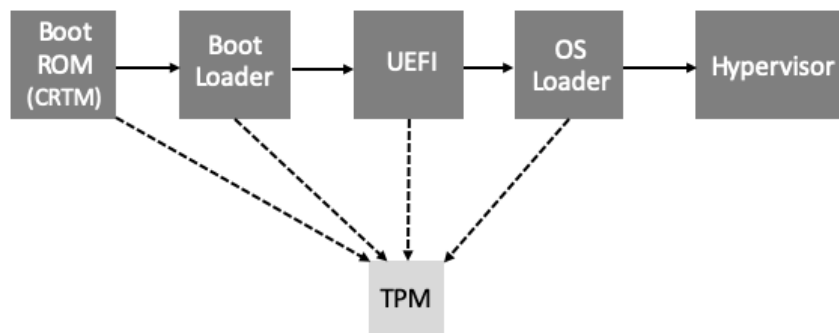 Boot
ROM
(CRTM)
Boot
Loader
UEFI
OS
Loader
Hypervisor
TPM